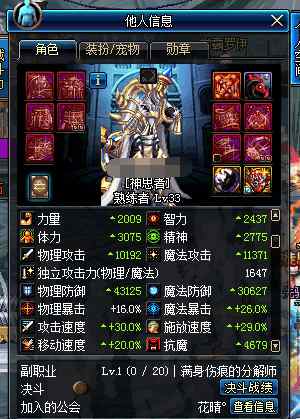 他人信息
角色 装扮/宠物 勋章
[神思者]
熟练者 Lv33
力量 2009 智力 2437
体力 3075 精神 2775
物理攻击 10192 魔法攻击 11371
独立攻击力(物理/魔法) 1647
物理防御 43125 魔法防御 30627
物理暴击 +16.0% 魔法暴击 +26.0%
攻击速度 +30.0% 施放速度 +29.0%
移动速度 +20.0% 抗魔 4679
副职业 Lv.1 (0 / 20) | 满身伤痕的分解师
决斗 决斗战绩
加入的公会 花晴° 查看信息